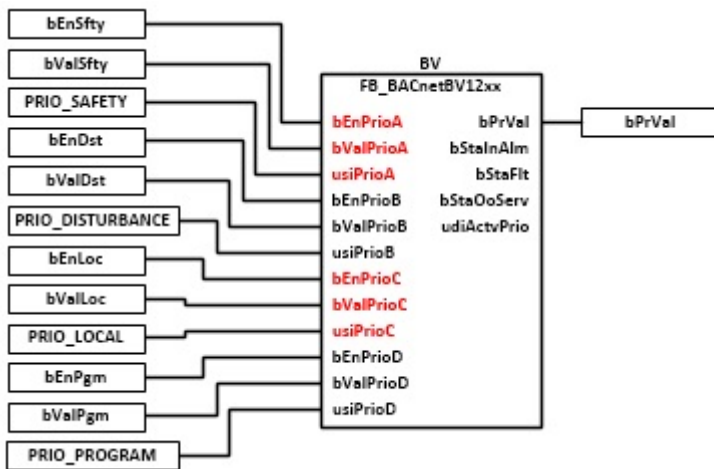 bEnSfty
bValSfty
PRIO_SAFETY
bEnDst
bValDst
PRIO_DISTURBANCE
bEnLoc
bValLoc
PRIO_LOCAL
bEnPgm
bValPgm
PRIO_PROGRAM
BV
FB_BACnetBV12xx
bEnPrioA bPrVal
bValPrioA bStaInAlm
usiPrioA bStaFlt
bEnPrioB bStaOoServ
bValPrioB udiActvPrio
usiPrioB
bEnPrioC
bValPrioC
usiPrioC
bEnPrioD
bValPrioD
usiPrioD
bPrVal